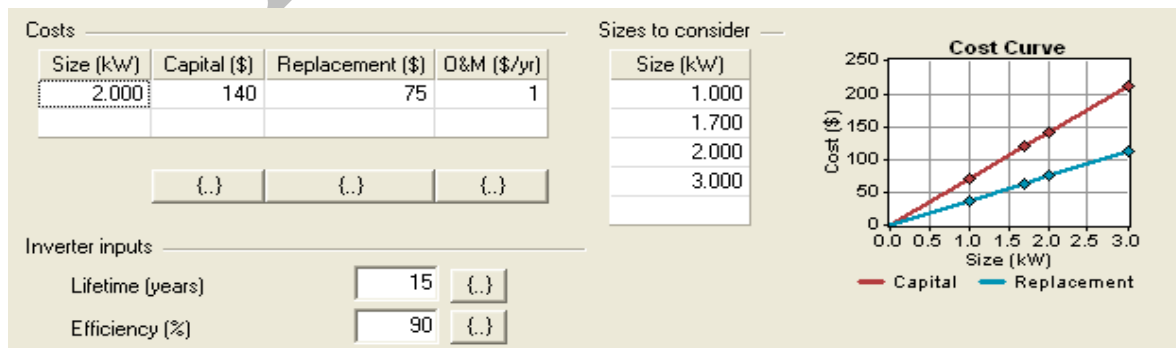 Costs
Size (kW) Capital ($) Replacement ($) O&M ($/yr)
2.000 140 75 1
{..} {..} {..}
Inverter inputs
Lifetime (years) 15 {..}
Efficiency (%) 90 {..}
Sizes to consider
Size (kW)
1.000
1.700
2.000
3.000
Cost Curve
Cost ($)
250
200
150
100
50
0
0.0 0.5 1.0 1.5 2.0 2.5 3.0
Size (kW)
Capital Replacement